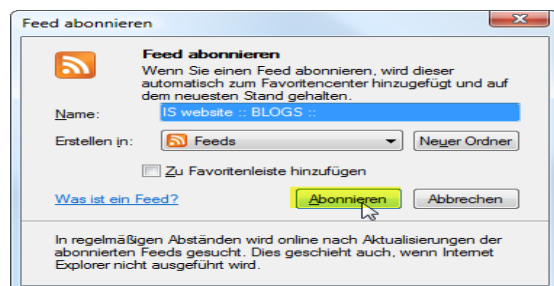 Feed abonnieren
Feed abonnieren
Wenn Sie einen Feed abonnieren, wird dieser
automatisch zum Favoritencenter hinzugefügt und auf
dem neuesten Stand gehalten.
Name: IS website :: BLOGS ::
Erstellen in: Feeds Neuer Ordner
Zu Favoritenleiste hinzufügen
Was ist ein Feed? Abonnieren Abbrechen
In regelmäßigen Abständen wird online nach Aktualisierungen der
abonnierten Feeds gesucht. Dies geschieht auch, wenn Internet
Explorer nicht ausgeführt wird.